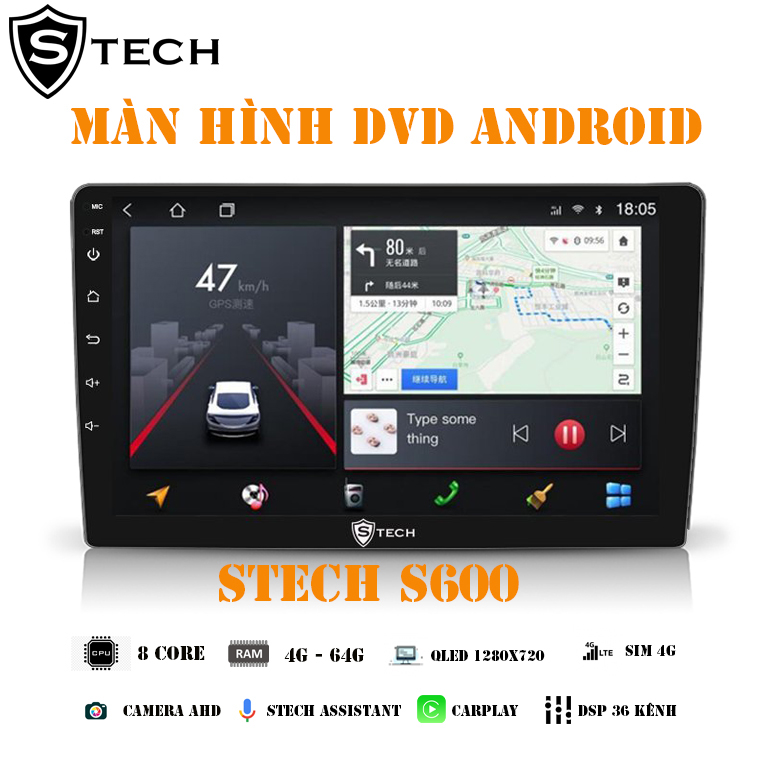 S TECH
MÀN HÌNH DVD ANDROID
MIC
18:05
RST
47 km/h
GPS测速
80米 后
无名道路
随后44米
1.5公里·13分钟 10:09
09:56
继续导航
Type some
thing
S TECH
STECH S600
CPU 8 CORE
RAM 4G - 64G
QLED 1280X720
4G LTE SIM 4G
CAMERA AHD
STECH ASSISTANT
CARPLAY
DSP 36 KÊNH